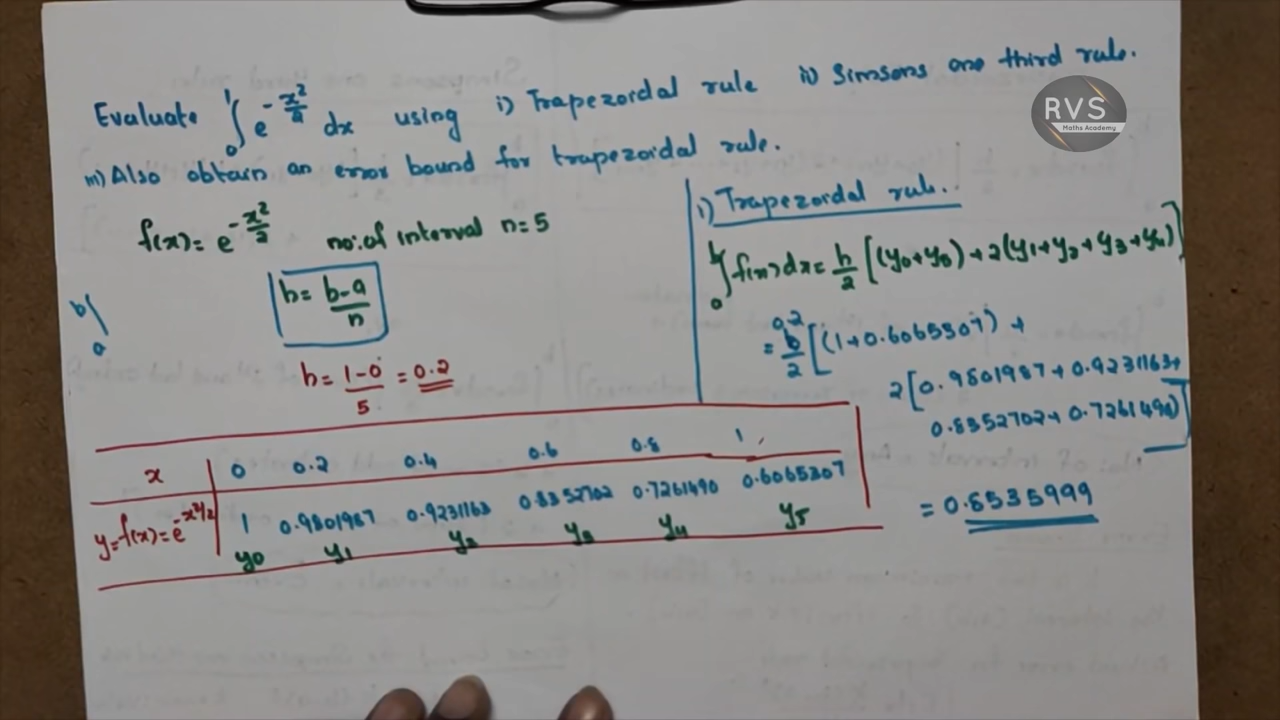 Evaluate ∫₀¹ e^(-x²/2) dx using i) Trapezoidal rule ii) Simsons one third rule.
iii) Also obtain an error bound for trapezoidal rule.
RVS
Maths Academy
f(x) = e^(-x²/2) no. of interval n=5
h = (b-a)/n
b
∫
a
h = (1-0)/5 = 0.2
x 0 0.2 0.4 0.6 0.8 1
y=f(x)=e^(-x²/2) 1 0.9801987 0.9231163 0.8352702 0.7261490 0.6065307
y0 y1 y2 y3 y4 y5
i) Trapezoidal rule.
∫₀¹ f(x) dx = h/2 [(y0+y5)+2(y1+y2+y3+y4)]
= 0.2/2 [(1+0.6065307) +
2[0.9801987+0.9231163+
0.8352702+0.7261490]]
= 0.8535999